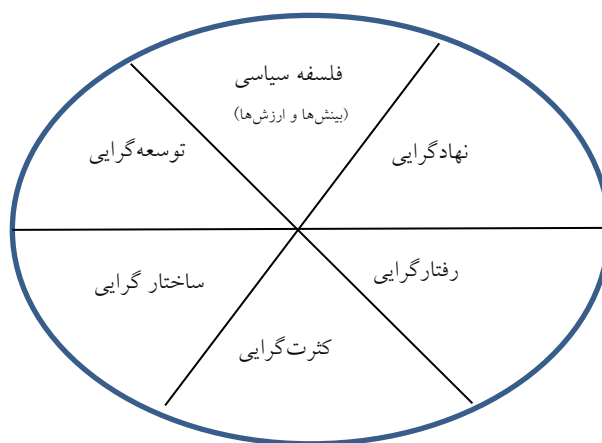 فلسفه سیاسی
(بینش‌ها و ارزش‌ها)
نهادگرایی
توسعه‌گرایی
رفتارگرایی
ساختار گرایی
کثرت‌گرایی